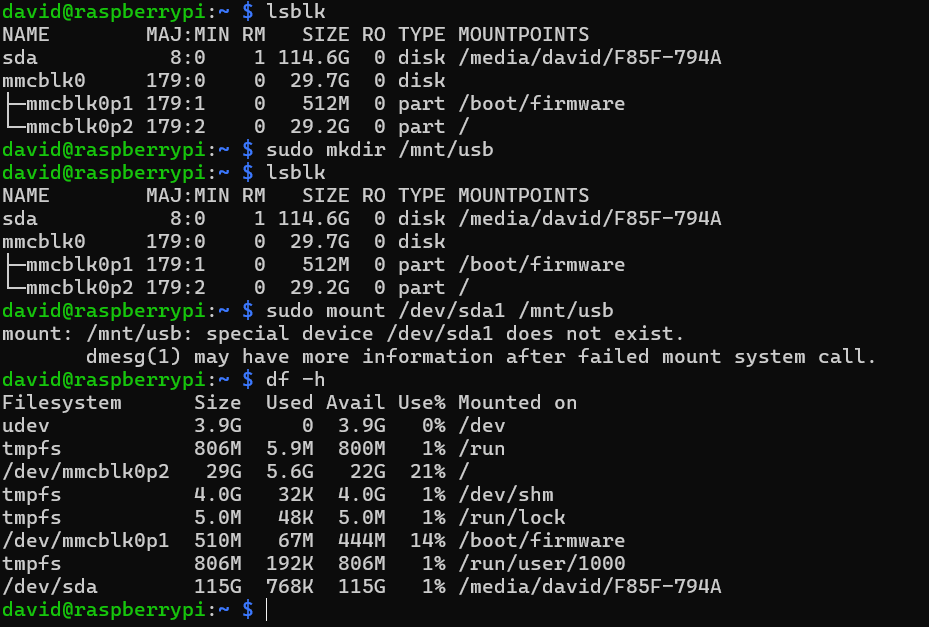 david@raspberrypi:~ $ lsblk
NAME        MAJ:MIN RM   SIZE RO TYPE MOUNTPOINTS
sda           8:0    1 114.6G  0 disk /media/david/F85F-794A
mmcblk0     179:0    0  29.7G  0 disk
├─mmcblk0p1 179:1    0   512M  0 part /boot/firmware
└─mmcblk0p2 179:2    0  29.2G  0 part /
david@raspberrypi:~ $ sudo mkdir /mnt/usb
david@raspberrypi:~ $ lsblk
NAME        MAJ:MIN RM   SIZE RO TYPE MOUNTPOINTS
sda           8:0    1 114.6G  0 disk /media/david/F85F-794A
mmcblk0     179:0    0  29.7G  0 disk
├─mmcblk0p1 179:1    0   512M  0 part /boot/firmware
└─mmcblk0p2 179:2    0  29.2G  0 part /
david@raspberrypi:~ $ sudo mount /dev/sda1 /mnt/usb
mount: /mnt/usb: special device /dev/sda1 does not exist.
       dmesg(1) may have more information after failed mount system call.
david@raspberrypi:~ $ df -h
Filesystem      Size  Used Avail Use% Mounted on
udev            3.9G     0  3.9G   0% /dev
tmpfs           806M  5.9M  800M   1% /run
/dev/mmcblk0p2   29G  5.6G   22G  21% /
tmpfs           4.0G   32K  4.0G   1% /dev/shm
tmpfs           5.0M   48K  5.0M   1% /run/lock
/dev/mmcblk0p1  510M   67M  444M  14% /boot/firmware
tmpfs           806M  192K  806M   1% /run/user/1000
/dev/sda        115G  768K  115G   1% /media/david/F85F-794A
david@raspberrypi:~ $